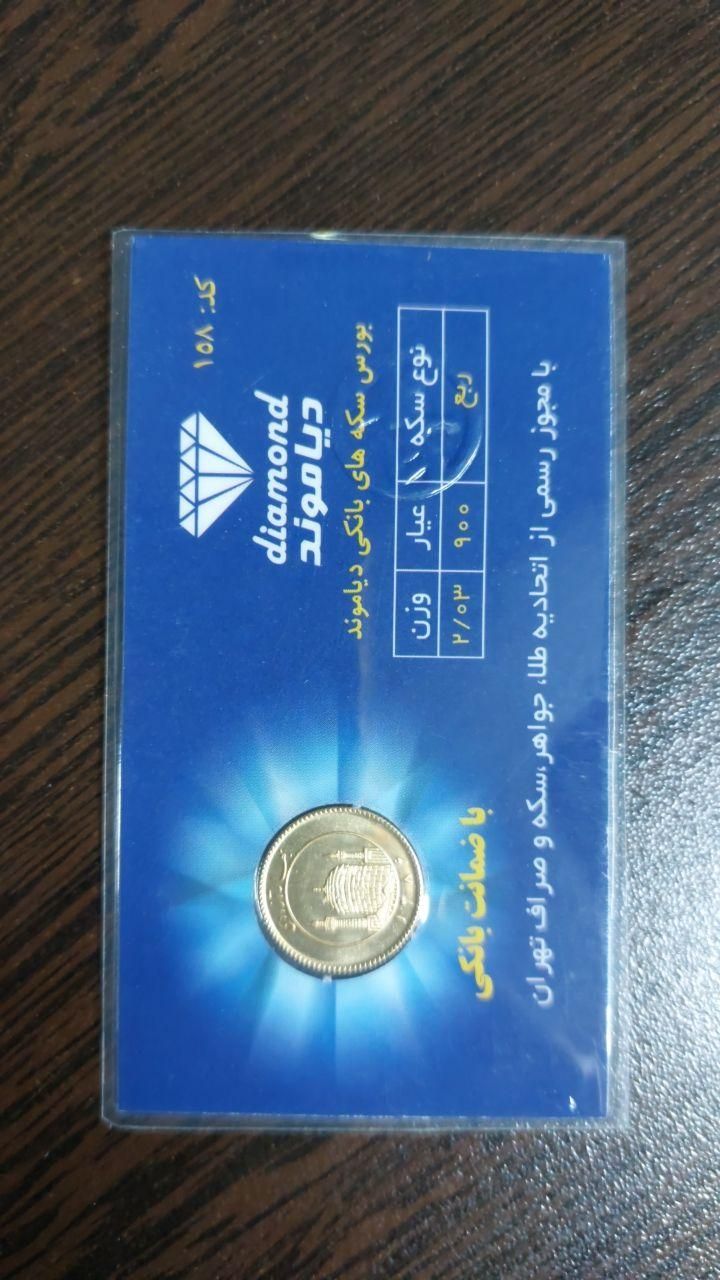 کد: ۱۵۸
diamond
دیاموند
بورس سکه های بانکی دیاموند
نوع سکه عیار وزن
ربع ۹۰۰ ۲/۰۳
با ضمانت بانکی
با مجوز رسمی از اتحادیه طلا، جواهر،سکه و صراف تهران